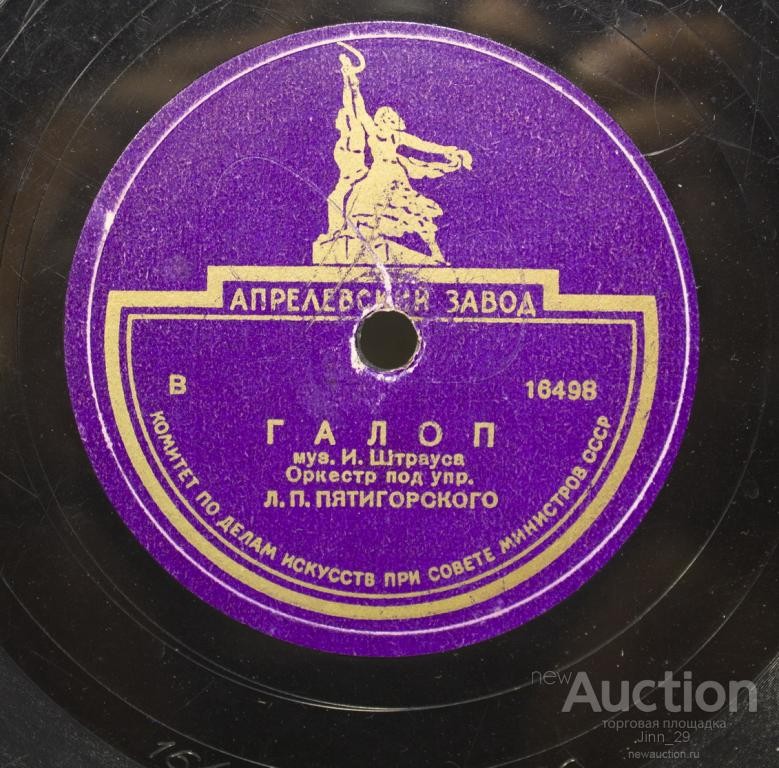 АПРЕЛЕВСКИЙ ЗАВОД
В 16498
ГАЛОП
муз. И. Штрауса
Оркестр под упр.
Л. П. ПЯТИГОРСКОГО
КОМИТЕТ ПО ДЕЛАМ ИСКУССТВ ПРИ СОВЕТЕ МИНИСТРОВ СССР
newAuction
торговая площадка
Jinn_29
newauction.ru